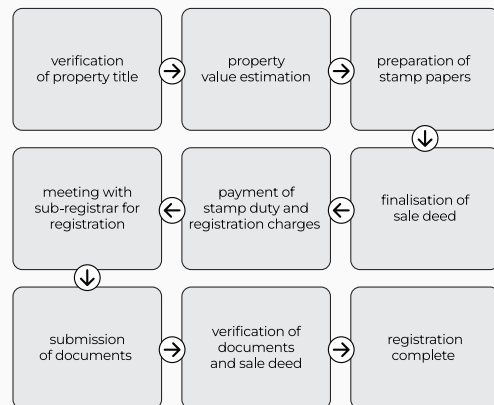 verification
of property title
property
value estimation
preparation of
stamp papers
finalisation of
sale deed
payment of
stamp duty and
registration charges
meeting with
sub-registrar for
registration
submission
of documents
verification of
documents
and sale deed
registration
complete